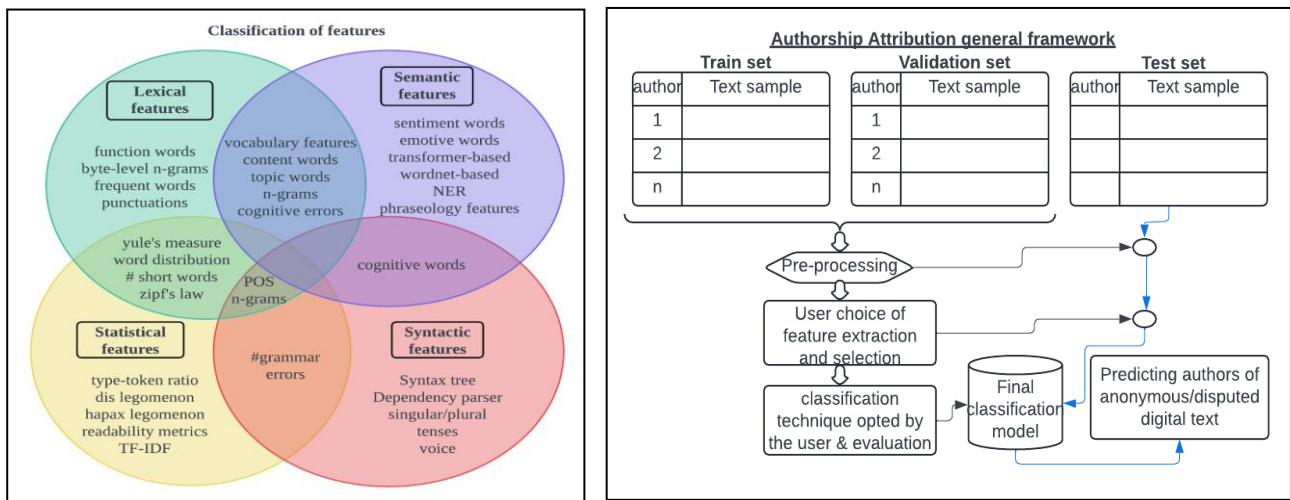 Classification of features
Lexical
features
Semantic
features
function words
byte-level n-grams
frequent words
punctuations
vocabulary features
content words
topic words
n-grams
cognitive errors
sentiment words
emotive words
transformer-based
wordnet-based
NER
phraseology features
yule's measure
word distribution
# short words
zipf's law
POS
n-grams
cognitive words
Statistical
features
Syntactic
features
#grammar
errors
type-token ratio
dis legomenon
hapax legomenon
readability metrics
TF-IDF
Syntax tree
Dependency parser
singular/plural
tenses
voice
Authorship Attribution general framework
Train set
author Text sample
1
2
n
Validation set
author Text sample
1
2
n
Test set
author Text sample
Pre-processing
User choice of
feature extraction
and selection
classification
technique opted by
the user & evaluation
Final
classification
model
Predicting authors of
anonymous/disputed
digital text